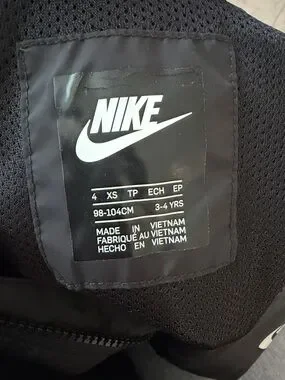 NIKE
4 XS TP ECH EP
98-104CM 3-4 YRS
MADE IN VIETNAM
FABRIQUÉ AU VIETNAM
HECHO EN VIETNAM